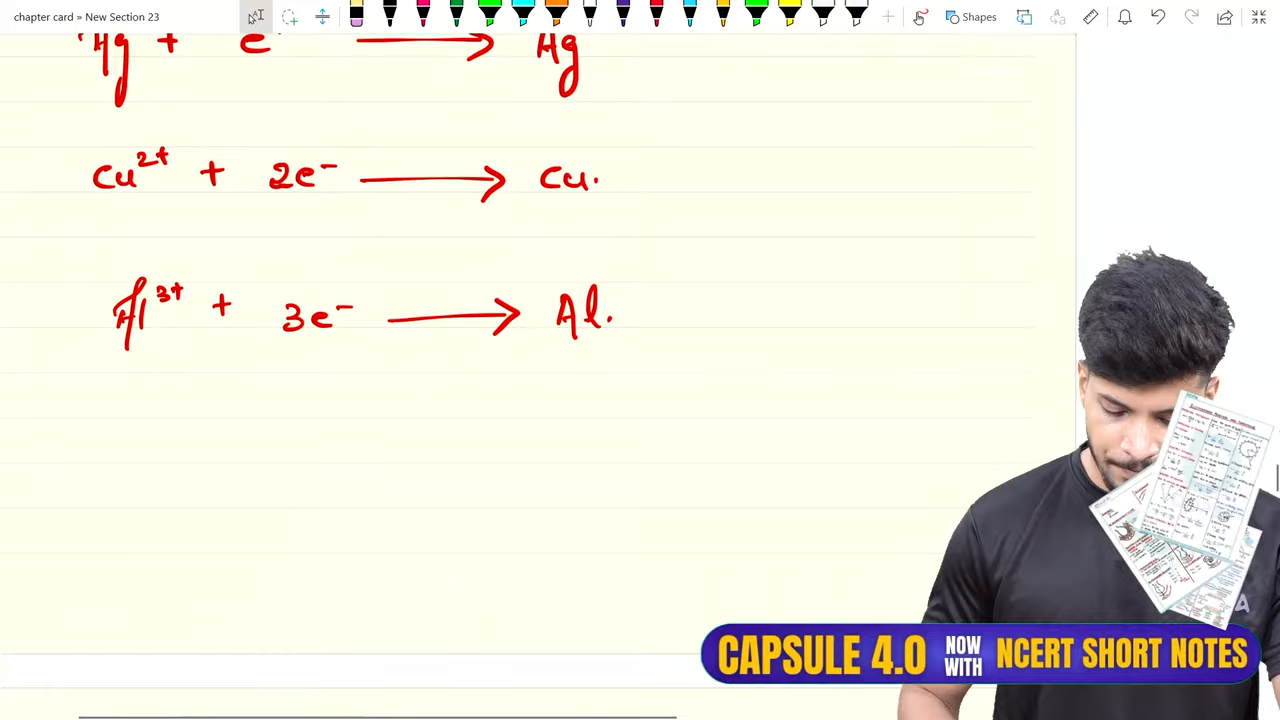 chapter card » New Section 23
Shapes
Ag + e⁻ ⟶ Ag
Cu²⁺ + 2e⁻ ⟶ Cu.
Al³⁺ + 3e⁻ ⟶ Al.
CAPSULE 4.0 NOW WITH NCERT SHORT NOTES